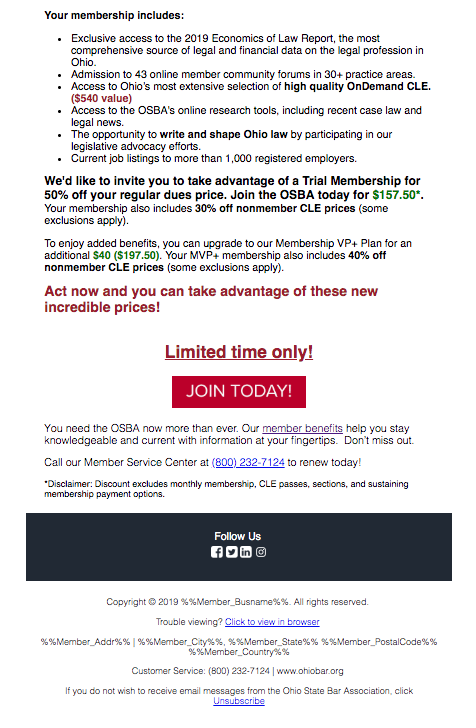 Your membership includes:
• Exclusive access to the 2019 Economics of Law Report, the most
comprehensive source of legal and financial data on the legal profession in
Ohio.
• Admission to 43 online member community forums in 30+ practice areas.
• Access to Ohio's most extensive selection of high quality OnDemand CLE.
($540 value)
• Access to the OSBA's online research tools, including recent case law and
legal news.
• The opportunity to write and shape Ohio law by participating in our
legislative advocacy efforts.
• Current job listings to more than 1,000 registered employers.
We'd like to invite you to take advantage of a Trial Membership for
50% off your regular dues price. Join the OSBA today for $157.50*.
Your membership also includes 30% off nonmember CLE prices (some
exclusions apply).
To enjoy added benefits, you can upgrade to our Membership VP+ Plan for an
additional $40 ($197.50). Your MVP+ membership also includes 40% off
nonmember CLE prices (some exclusions apply).
Act now and you can take advantage of these new
incredible prices!
Limited time only!
JOIN TODAY!
You need the OSBA now more than ever. Our member benefits help you stay
knowledgeable and current with information at your fingertips. Don't miss out.
Call our Member Service Center at (800) 232-7124 to renew today!
*Disclaimer: Discount excludes monthly membership, CLE passes, sections, and sustaining
membership payment options.
Follow Us
Copyright © 2019 %%Member_Busname%%. All rights reserved.
Trouble viewing? Click to view in browser
%%Member_Addr%% | %%Member_City%%, %%Member_State%% %%Member_PostalCode%%
%%Member_Country%%
Customer Service: (800) 232-7124 | www.ohiobar.org
If you do not wish to receive email messages from the Ohio State Bar Association, click
Unsubscribe